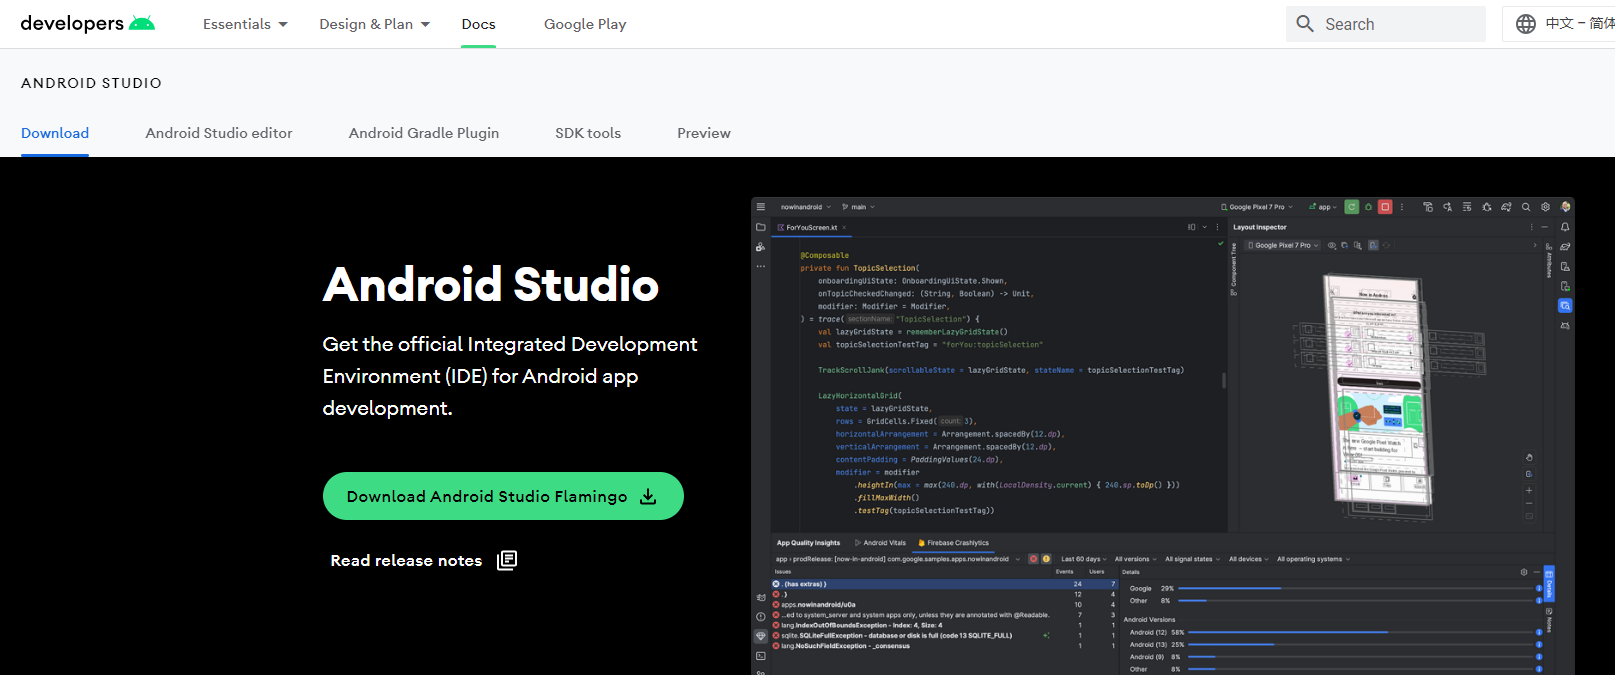 developers
Essentials
Design & Plan
Docs
Google Play
Search
中文 – 简体
ANDROID STUDIO
Download
Android Studio editor
Android Gradle Plugin
SDK tools
Preview
Android Studio
Get the official Integrated Development
Environment (IDE) for Android app
development.
Download Android Studio Flamingo
Read release notes
nowinandroid
main
Google Pixel 7 Pro
app
ForYouScreen.kt
@Composable
private fun TopicSelection(
onboardingUiState: OnboardingUiState.Shown,
onTopicCheckedChanged: (String, Boolean) -> Unit,
modifier: Modifier = Modifier,
) = trace( sectionName: "TopicSelection") {
val lazyGridState = rememberLazyGridState()
val topicSelectionTestTag = "forYou:topicSelection"
TrackScrollJank(scrollableState = lazyGridState, stateName = topicSelectionTestTag)
LazyHorizontalGrid(
state = lazyGridState,
rows = GridCells.Fixed( count: 3),
horizontalArrangement = Arrangement.spacedBy(12.dp),
verticalArrangement = Arrangement.spacedBy(12.dp),
contentPadding = PaddingValues(24.dp),
modifier = modifier
.heightIn(max = max(240.dp, with(LocalDensity.current) { 240.sp.toDp() }))
.fillMaxWidth()
.testTag(topicSelectionTestTag))
Layout Inspector
Google Pixel 7 Pro
Component Tree
Attributes
Now in Android
App Quality Insights
Android Vitals
Firebase Crashlytics
app › prodRelease: [now-in-android] com.google.samples.apps.nowinandroid
Last 60 days
All versions
All signal states
All devices
All operating systems
Issues
Events
Users
. (has extras) }
24
7
. }
12
4
apps.nowinandroid/u0a
10
4
...ed to system_server and system apps only, unless they are annotated with @Readable.
7
3
lang.IndexOutOfBoundsException - Index: 4, Size: 4
1
1
sqlite.SQLiteFullException - database or disk is full (code 13 SQLITE_FULL)
1
1
lang.NoSuchFieldException - _consensus
1
1
Details
Google 29%
Other 8%
Android Versions
Android (12) 58%
Android (13) 25%
Android (9) 8%
Other 8%
Details
Notes